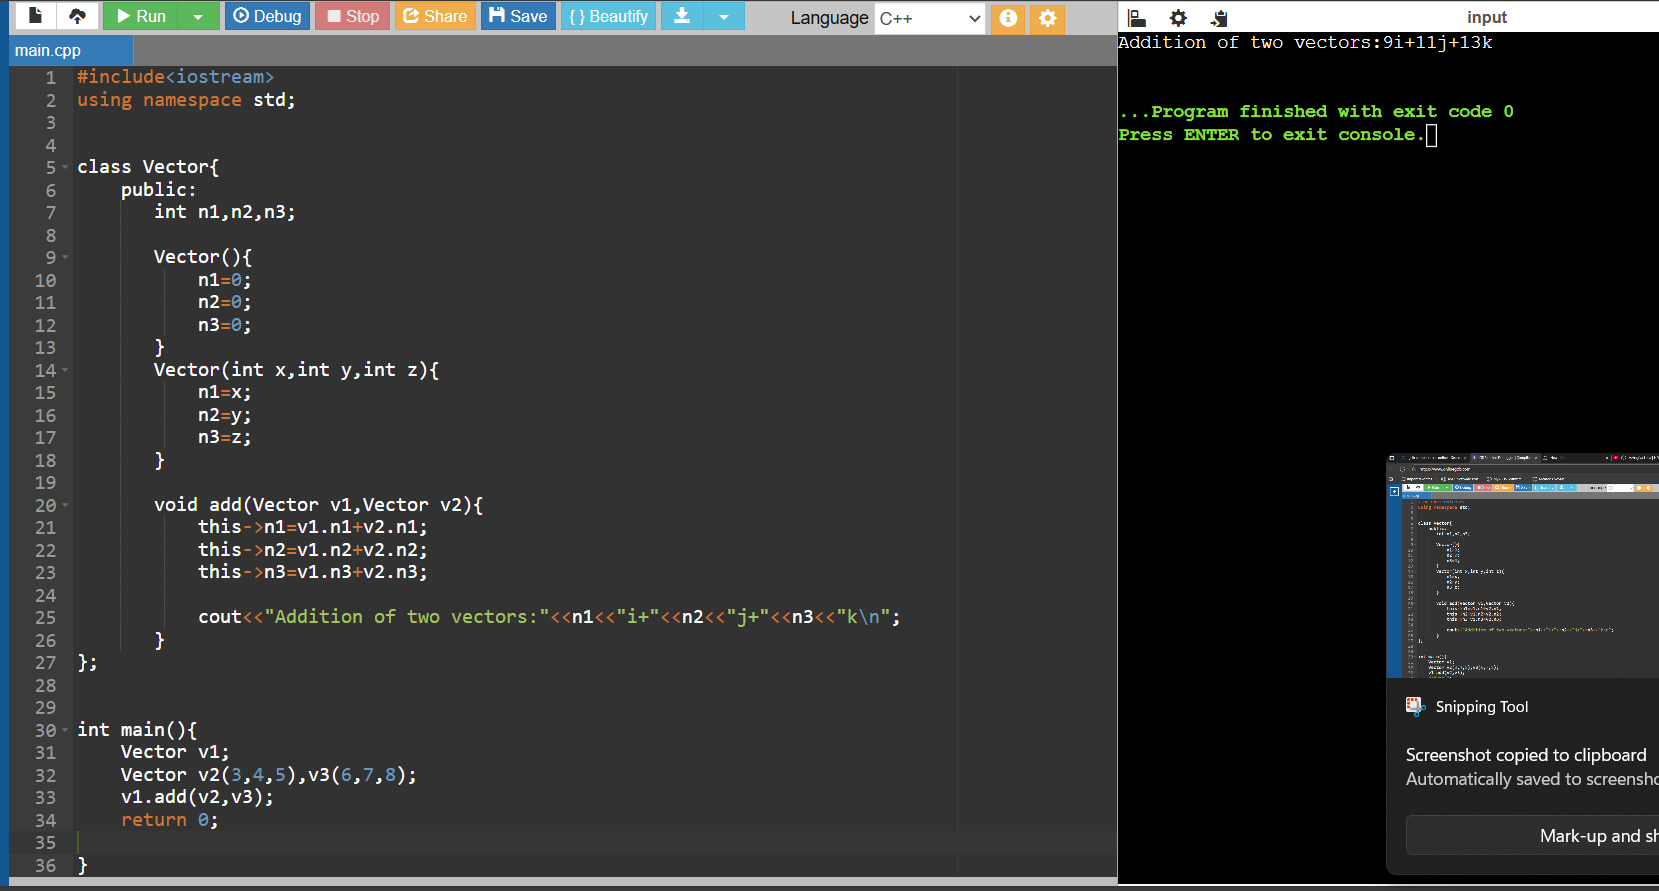 Run
Debug
Stop
Share
Save
{ } Beautify
Language C++
input
main.cpp
1 #include<iostream>
2 using namespace std;
3
4
5 class Vector{
6 public:
7 int n1,n2,n3;
8
9 Vector(){
10 n1=0;
11 n2=0;
12 n3=0;
13 }
14 Vector(int x,int y,int z){
15 n1=x;
16 n2=y;
17 n3=z;
18 }
19
20 void add(Vector v1,Vector v2){
21 this->n1=v1.n1+v2.n1;
22 this->n2=v1.n2+v2.n2;
23 this->n3=v1.n3+v2.n3;
24
25 cout<<"Addition of two vectors:"<<n1<<"i+"<<n2<<"j+"<<n3<<"k\n";
26 }
27 };
28
29
30 int main(){
31 Vector v1;
32 Vector v2(3,4,5),v3(6,7,8);
33 v1.add(v2,v3);
34 return 0;
35
36 }
Addition of two vectors:9i+11j+13k
...Program finished with exit code 0
Press ENTER to exit console.
Snipping Tool
Screenshot copied to clipboard
Automatically saved to screensho
Mark-up and sh